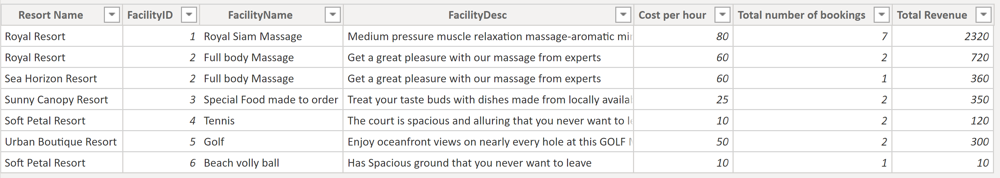 Resort Name FacilityID FacilityName FacilityDesc Cost per hour Total number of bookings Total Revenue
Royal Resort 1 Royal Siam Massage Medium pressure muscle relaxation massage-aromatic 80 7 2320
Royal Resort 2 Full body Massage Get a great pleasure with our massage from experts 60 2 720
Sea Horizon Resort 2 Full body Massage Get a great pleasure with our massage from experts 60 1 360
Sunny Canopy Resort 3 Special Food made to order Treat your taste buds with dishes made from locally 25 2 350
Soft Petal Resort 4 Tennis The court is spacious and alluring that you never want to 10 2 120
Urban Boutique Resort 5 Golf Enjoy oceanfront views on nearly every hole at this GOLF 50 2 300
Soft Petal Resort 6 Beach volly ball Has Spacious ground that you never want to leave 10 1 10